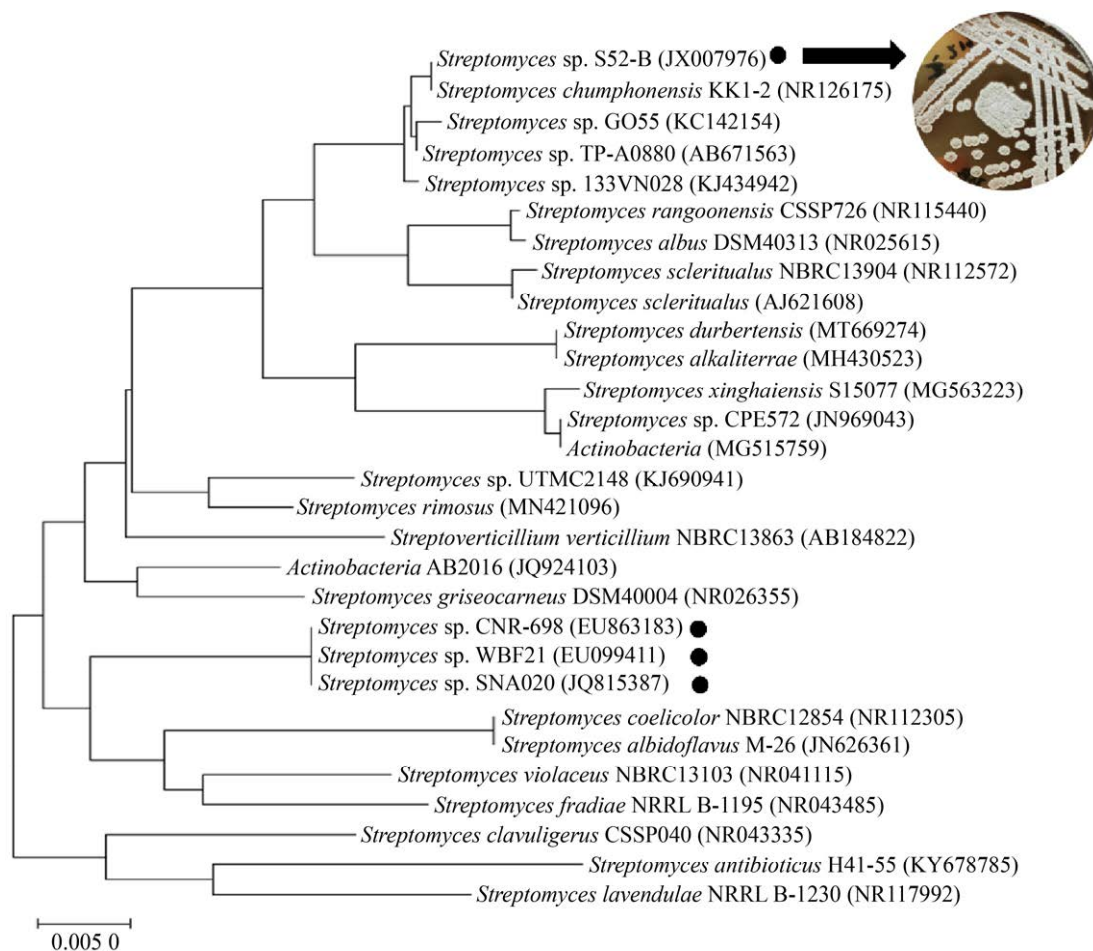 Streptomyces sp. S52-B (JX007976)
Streptomyces chumphonensis KK1-2 (NR126175)
Streptomyces sp. GO55 (KC142154)
Streptomyces sp. TP-A0880 (AB671563)
Streptomyces sp. 133VN028 (KJ434942)
Streptomyces rangoonensis CSSP726 (NR115440)
Streptomyces albus DSM40313 (NR025615)
Streptomyces scleritualus NBRC13904 (NR112572)
Streptomyces scleritualus (AJ621608)
Streptomyces durbertensis (MT669274)
Streptomyces alkaliterrae (MH430523)
Streptomyces xinghaiensis S15077 (MG563223)
Streptomyces sp. CPE572 (JN969043)
Actinobacteria (MG515759)
Streptomyces sp. UTMC2148 (KJ690941)
Streptomyces rimosus (MN421096)
Streptoverticillium verticillium NBRC13863 (AB184822)
Actinobacteria AB2016 (JQ924103)
Streptomyces griseocarneus DSM40004 (NR026355)
Streptomyces sp. CNR-698 (EU863183)
Streptomyces sp. WBF21 (EU099411)
Streptomyces sp. SNA020 (JQ815387)
Streptomyces coelicolor NBRC12854 (NR112305)
Streptomyces albidoflavus M-26 (JN626361)
Streptomyces violaceus NBRC13103 (NR041115)
Streptomyces fradiae NRRL B-1195 (NR043485)
Streptomyces clavuligerus CSSP040 (NR043335)
Streptomyces antibioticus H41-55 (KY678785)
Streptomyces lavendulae NRRL B-1230 (NR117992)
0.005 0